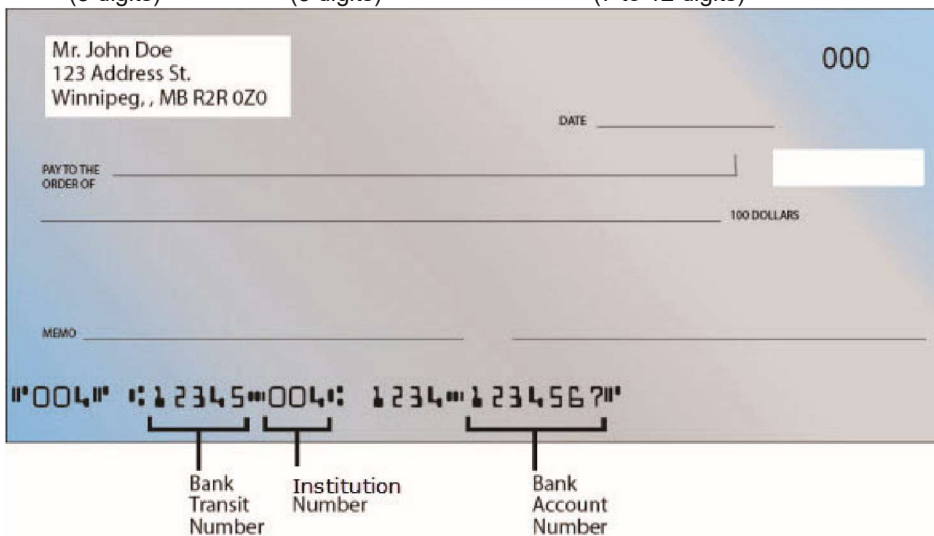 Mr. John Doe
123 Address St.
Winnipeg, , MB R2R 0Z0
000
DATE
PAY TO THE
ORDER OF
100 DOLLARS
MEMO
⑈004⑈ ⑆12345⑉004⑆ 1234⑉1234567⑈
Bank Transit Number
Institution Number
Bank Account Number